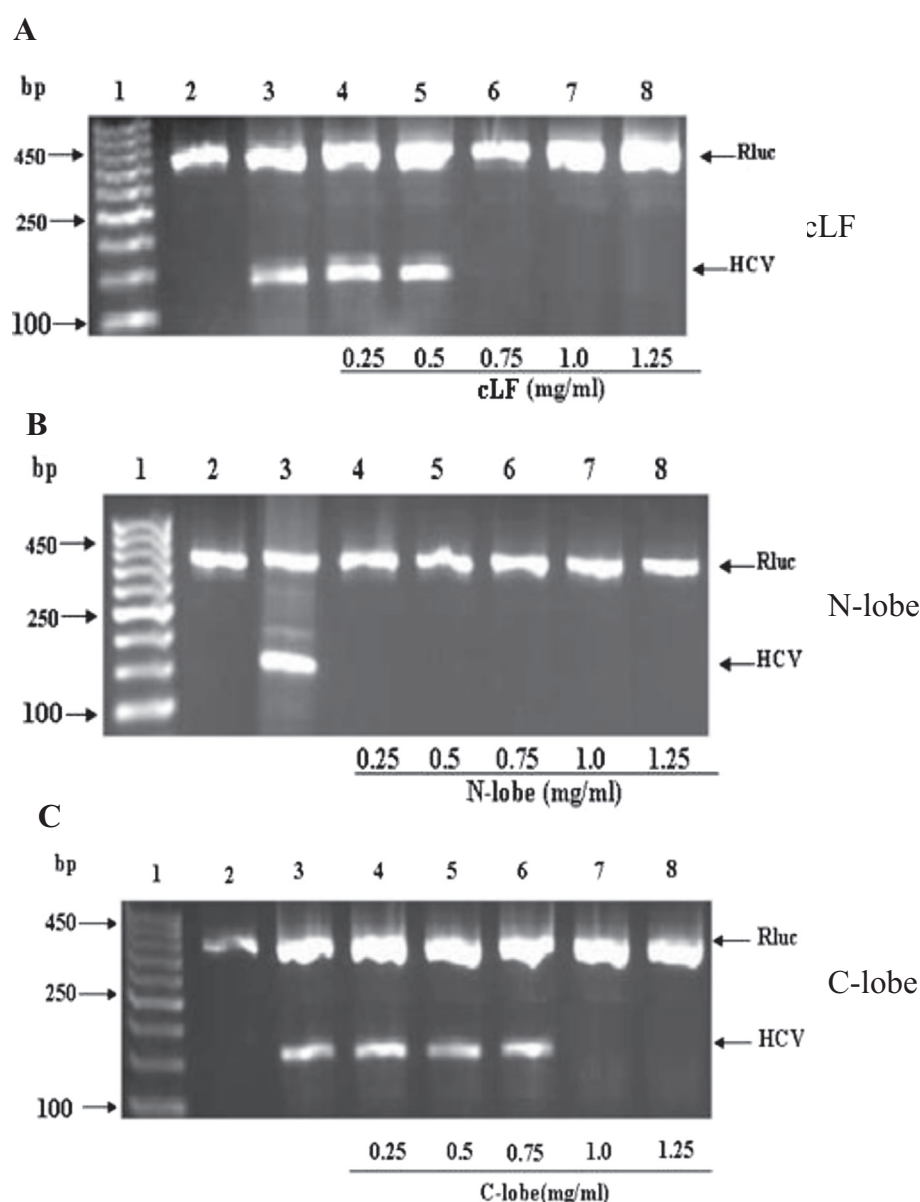 A
bp 1 2 3 4 5 6 7 8
450 Rluc
250
cLF
HCV
100
0.25 0.5 0.75 1.0 1.25
cLF (mg/ml)
B
bp 1 2 3 4 5 6 7 8
450
Rluc
250
N-lobe
HCV
100
0.25 0.5 0.75 1.0 1.25
N-lobe (mg/ml)
C
bp 1 2 3 4 5 6 7 8
450
Rluc
250
C-lobe
HCV
100
0.25 0.5 0.75 1.0 1.25
C-lobe(mg/ml)